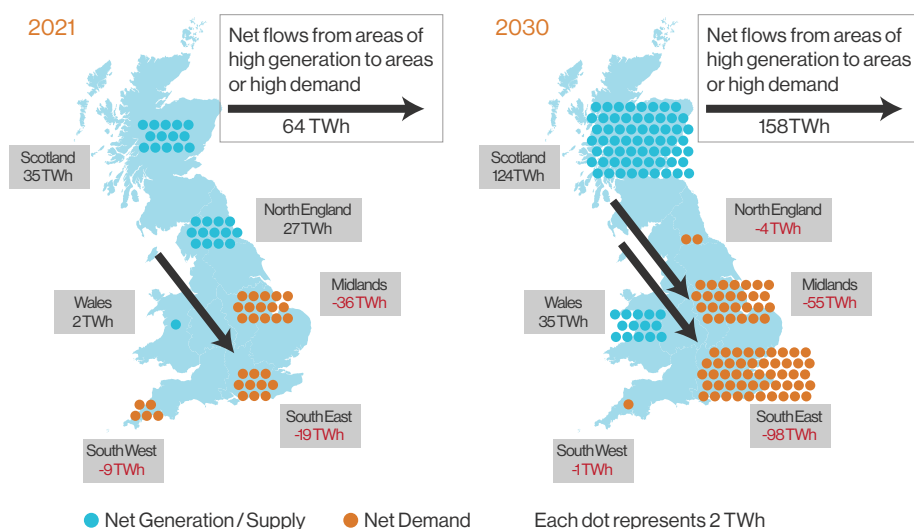 2021
Net flows from areas of
high generation to areas
or high demand
64 TWh
Scotland
35 TWh
North England
27 TWh
Midlands
-36 TWh
Wales
2 TWh
South East
-19 TWh
South West
-9 TWh
2030
Net flows from areas of
high generation to areas
or high demand
158 TWh
Scotland
124 TWh
North England
-4 TWh
Midlands
-55 TWh
Wales
35 TWh
South East
-98 TWh
South West
-1 TWh
Net Generation / Supply
Net Demand
Each dot represents 2 TWh